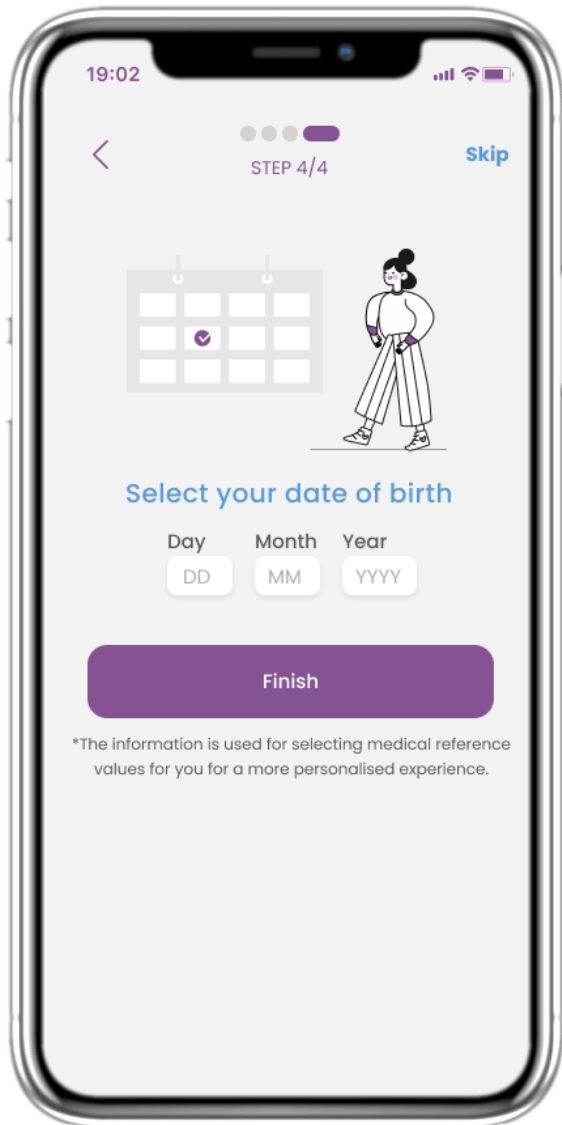 19:02
Skip
STEP 4/4
Select your date of birth
Day Month Year
DD MM YYYY
Finish
*The information is used for selecting medical reference
values for you for a more personalised experience.